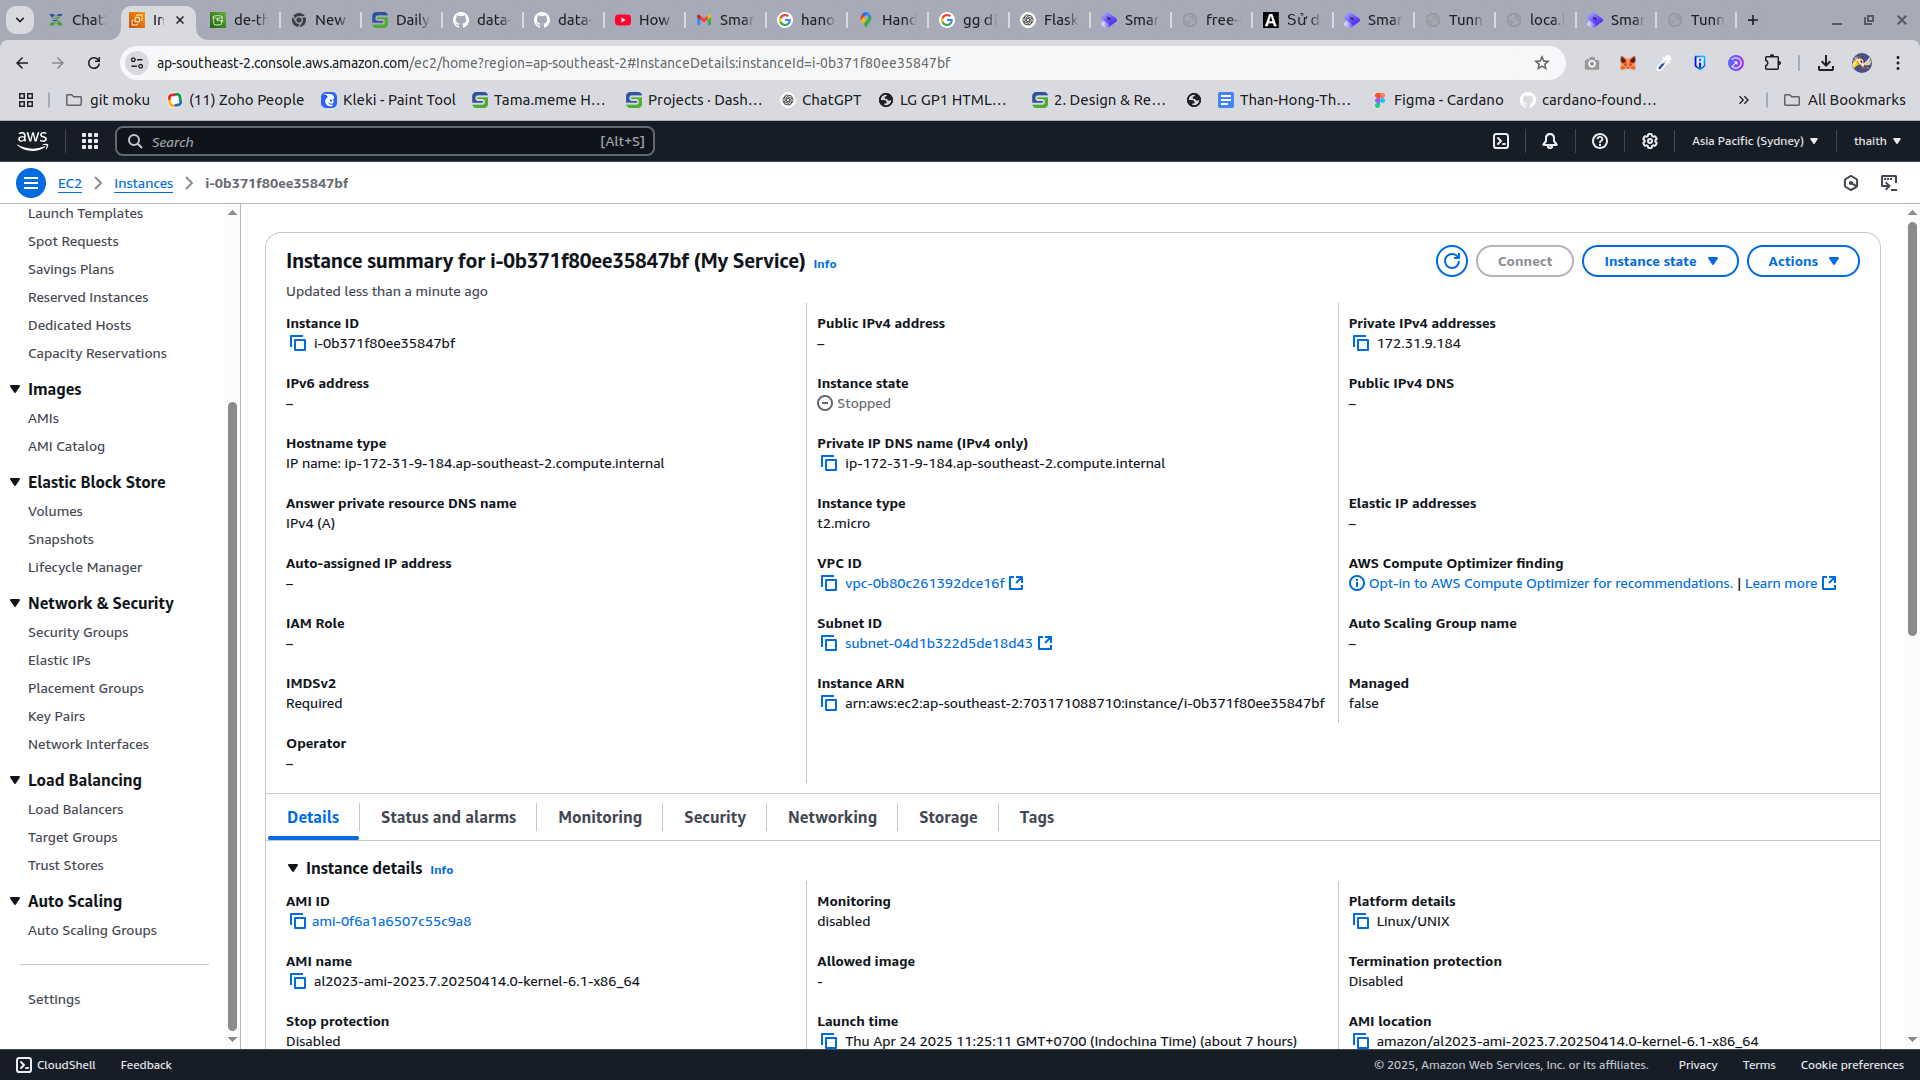 Chat
In
de-th
New
Daily
data-
data-
How
Smar
hano
Hand
gg di
Flask
Smar
free-
Sử d
Smar
Tunn
loca.l
Smar
Tunn
ap-southeast-2.console.aws.amazon.com/ec2/home?region=ap-southeast-2#InstanceDetails:instanceId=i-0b371f80ee35847bf
git moku
(11) Zoho People
Kleki - Paint Tool
Tama.meme H...
Projects · Dash...
ChatGPT
LG GP1 HTML...
2. Design & Re...
Than-Hong-Th...
Figma - Cardano
cardano-found...
All Bookmarks
aws
Search
[Alt+S]
Asia Pacific (Sydney)
thaith
EC2
Instances
i-0b371f80ee35847bf
Launch Templates
Spot Requests
Savings Plans
Reserved Instances
Dedicated Hosts
Capacity Reservations
Images
AMIs
AMI Catalog
Elastic Block Store
Volumes
Snapshots
Lifecycle Manager
Network & Security
Security Groups
Elastic IPs
Placement Groups
Key Pairs
Network Interfaces
Load Balancing
Load Balancers
Target Groups
Trust Stores
Auto Scaling
Auto Scaling Groups
Settings
Instance summary for i-0b371f80ee35847bf (My Service)
Info
Connect
Instance state
Actions
Updated less than a minute ago
Instance ID
i-0b371f80ee35847bf
Public IPv4 address
–
Private IPv4 addresses
172.31.9.184
IPv6 address
–
Instance state
Stopped
Public IPv4 DNS
–
Hostname type
IP name: ip-172-31-9-184.ap-southeast-2.compute.internal
Private IP DNS name (IPv4 only)
ip-172-31-9-184.ap-southeast-2.compute.internal
Answer private resource DNS name
IPv4 (A)
Instance type
t2.micro
Elastic IP addresses
–
Auto-assigned IP address
–
VPC ID
vpc-0b80c261392dce16f
AWS Compute Optimizer finding
Opt-in to AWS Compute Optimizer for recommendations. | Learn more
IAM Role
–
Subnet ID
subnet-04d1b322d5de18d43
Auto Scaling Group name
–
IMDSv2
Required
Instance ARN
arn:aws:ec2:ap-southeast-2:703171088710:instance/i-0b371f80ee35847bf
Managed
false
Operator
–
Details
Status and alarms
Monitoring
Security
Networking
Storage
Tags
Instance details
Info
AMI ID
ami-0f6a1a6507c55c9a8
Monitoring
disabled
Platform details
Linux/UNIX
AMI name
al2023-ami-2023.7.20250414.0-kernel-6.1-x86_64
Allowed image
-
Termination protection
Disabled
Stop protection
Disabled
Launch time
Thu Apr 24 2025 11:25:11 GMT+0700 (Indochina Time) (about 7 hours)
AMI location
amazon/al2023-ami-2023.7.20250414.0-kernel-6.1-x86_64
CloudShell
Feedback
© 2025, Amazon Web Services, Inc. or its affiliates.
Privacy
Terms
Cookie preferences